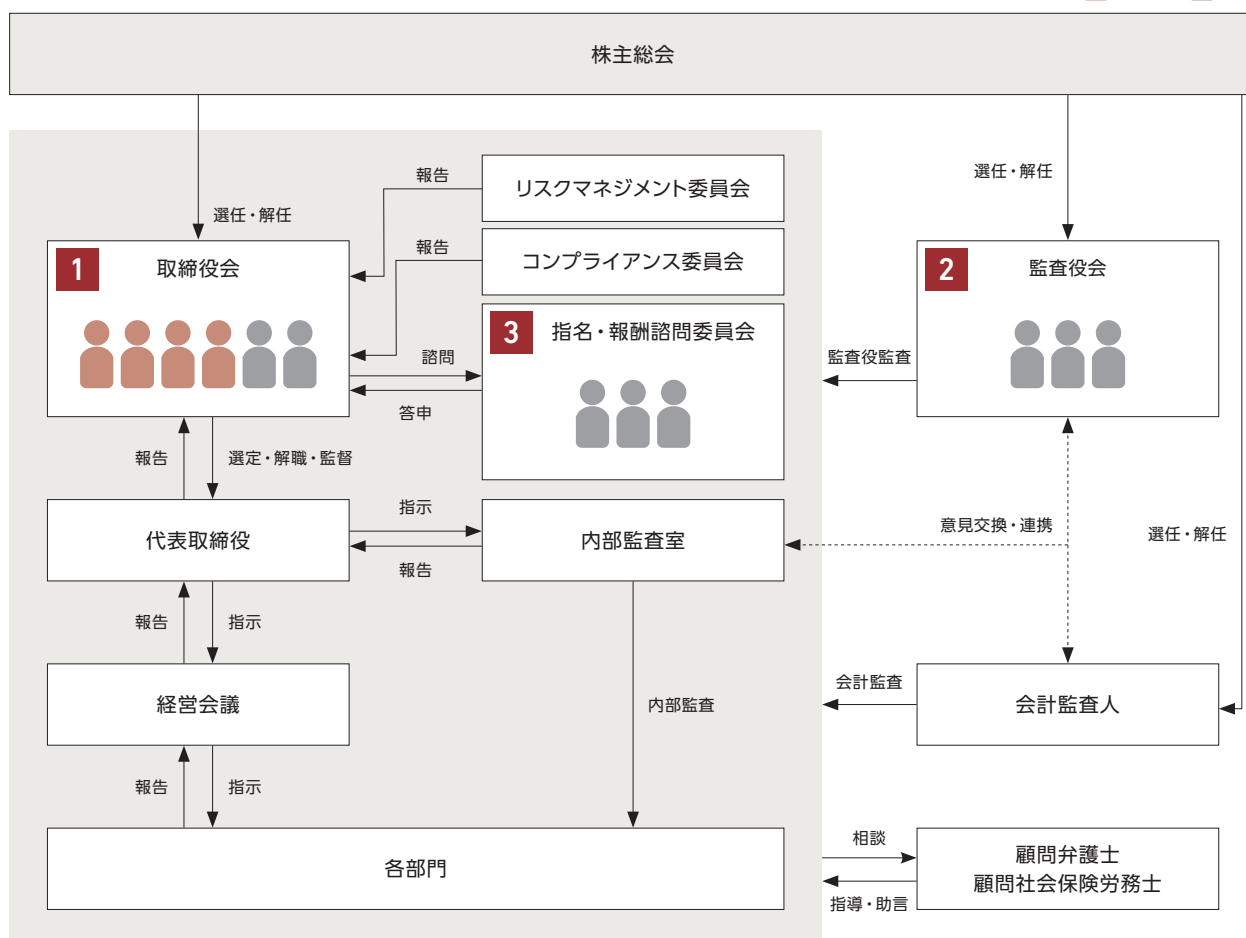 株主総会
選任・解任
選任・解任
選任・解任
報告
リスクマネジメント委員会
報告
コンプライアンス委員会
1
取締役会
3
指名・報酬諮問委員会
2
監査役会
諮問
答申
監査役監査
報告
選定・解職・監督
代表取締役
指示
報告
内部監査室
意見交換・連携
報告
指示
経営会議
内部監査
会計監査
会計監査人
報告
指示
各部門
相談
指導・助言
顧問弁護士
顧問社会保険労務士